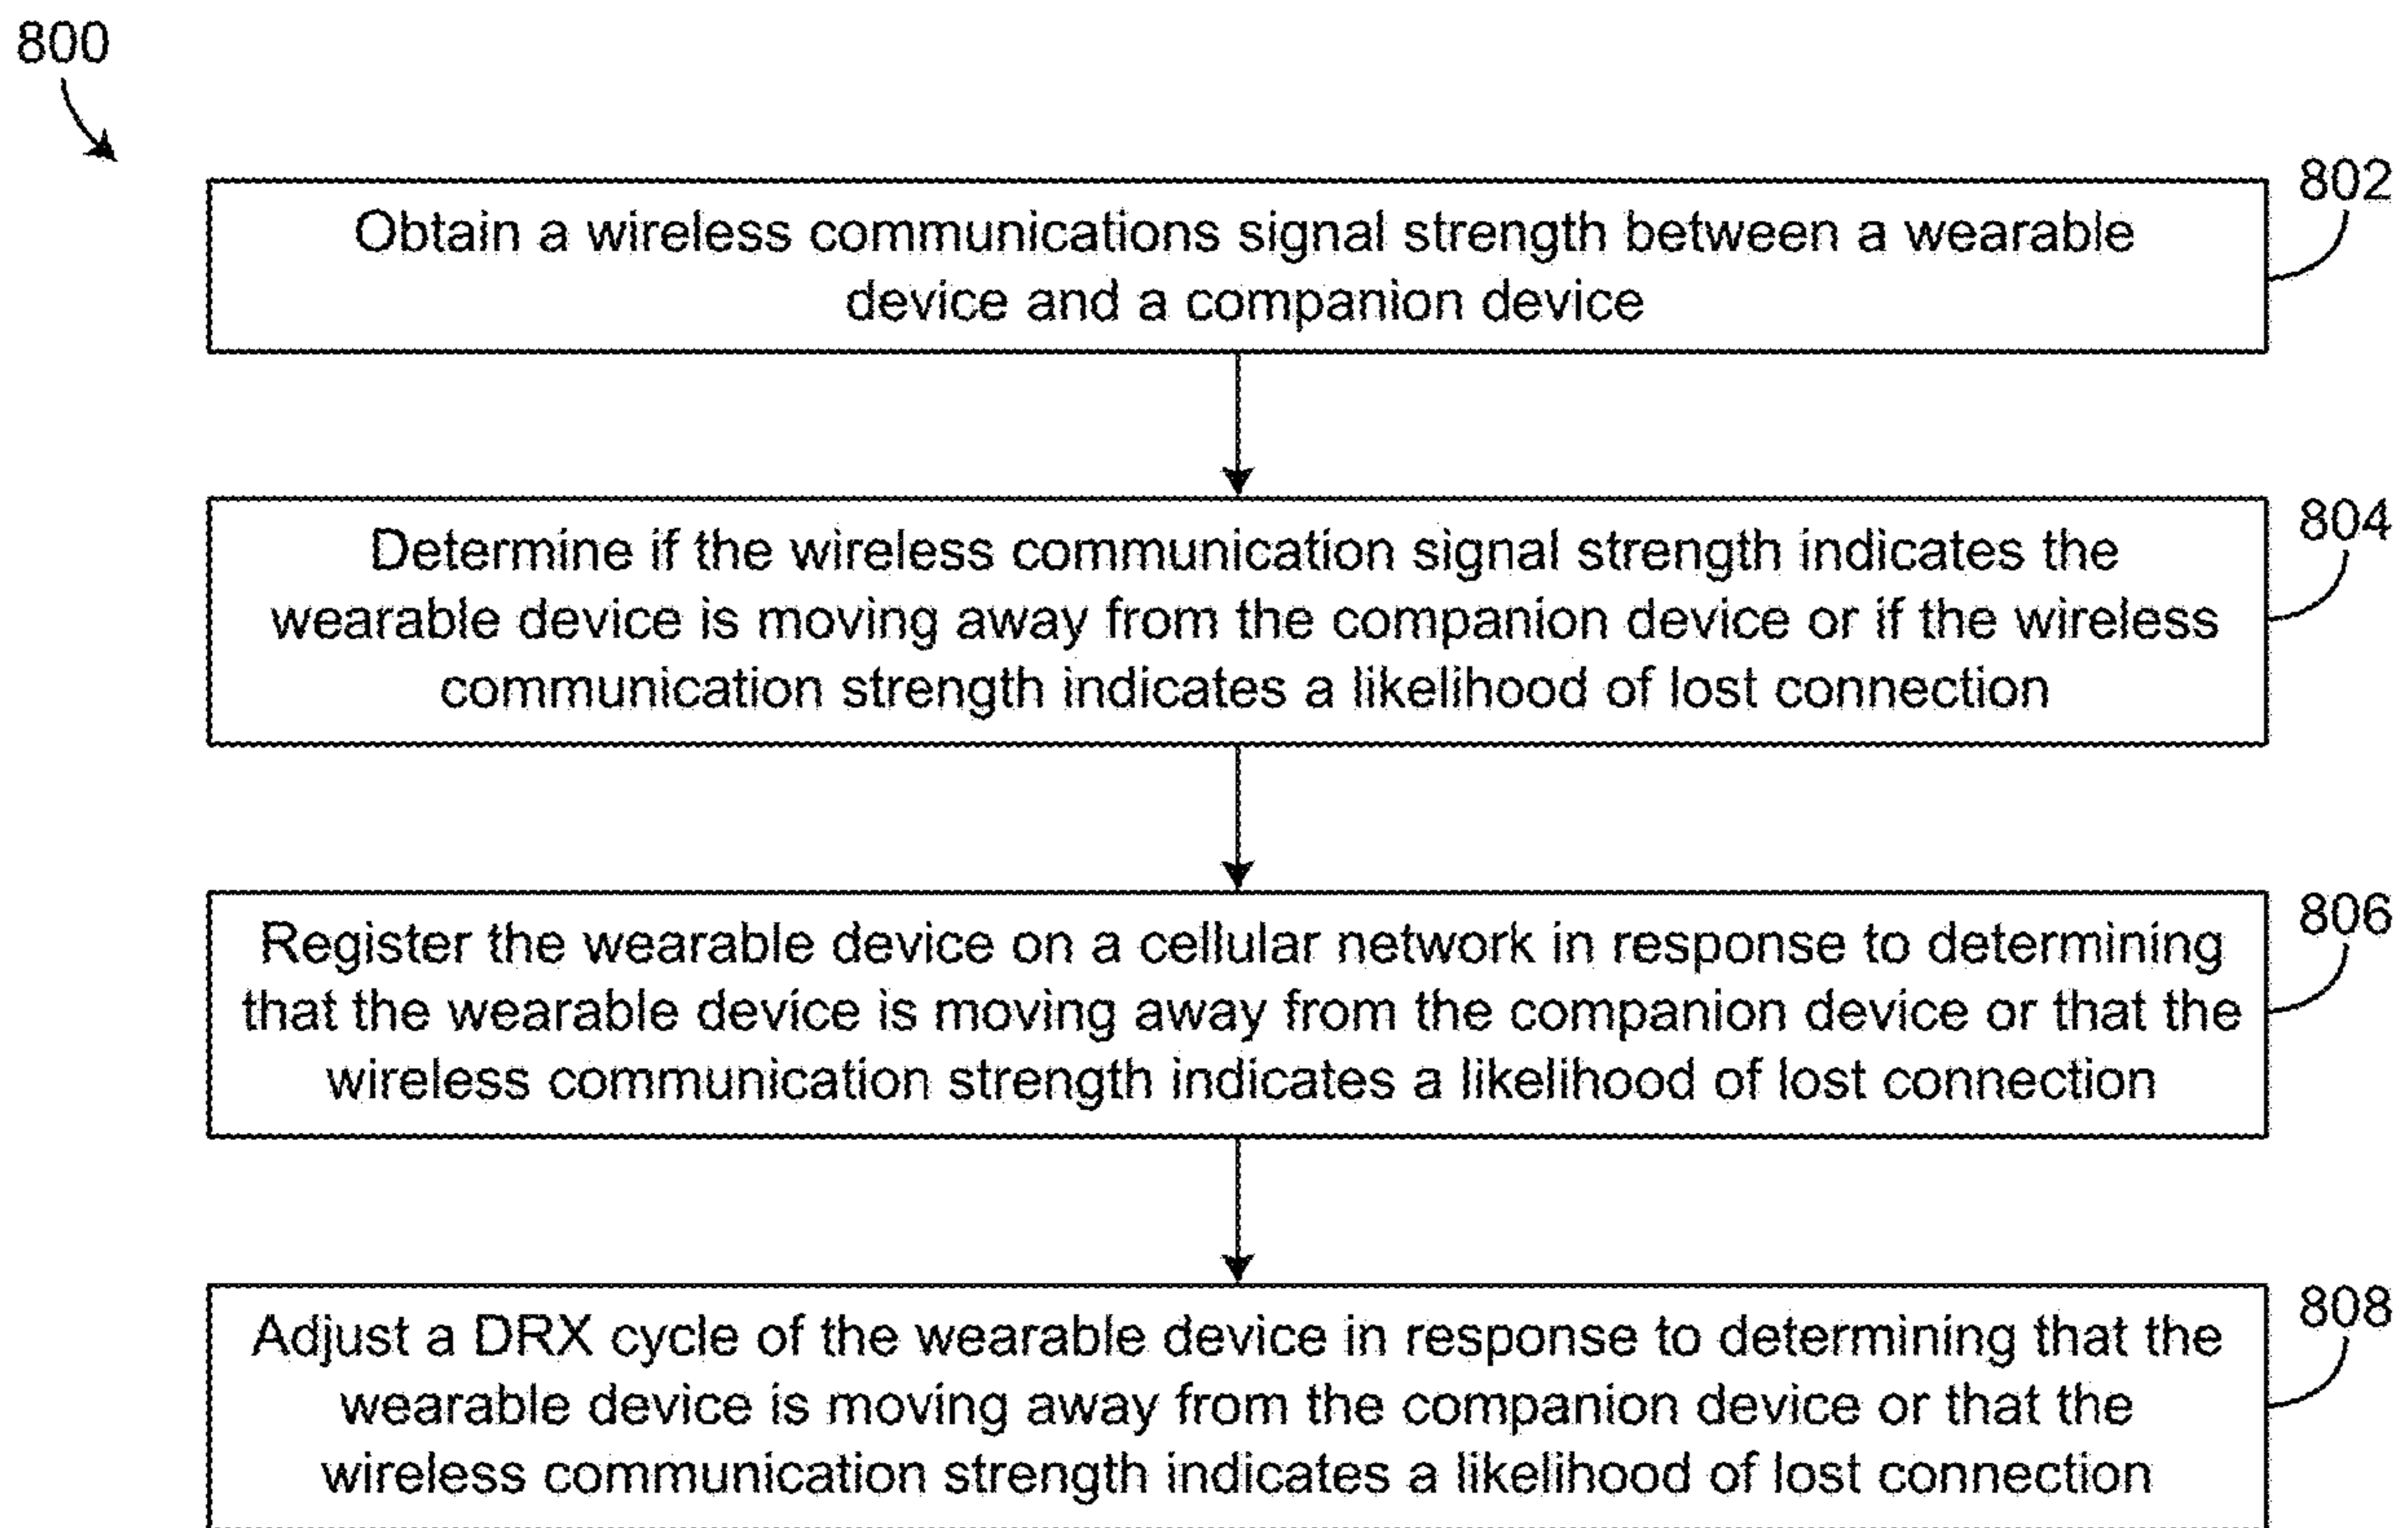 800
802
Obtain a wireless communications signal strength between a wearable
device and a companion device
804
Determine if the wireless communication signal strength indicates the
wearable device is moving away from the companion device or if the wireless
communication strength indicates a likelihood of lost connection
806
Register the wearable device on a cellular network in response to determining
that the wearable device is moving away from the companion device or that the
wireless communication strength indicates a likelihood of lost connection
808
Adjust a DRX cycle of the wearable device in response to determining that the
wearable device is moving away from the companion device or that the
wireless communication strength indicates a likelihood of lost connection